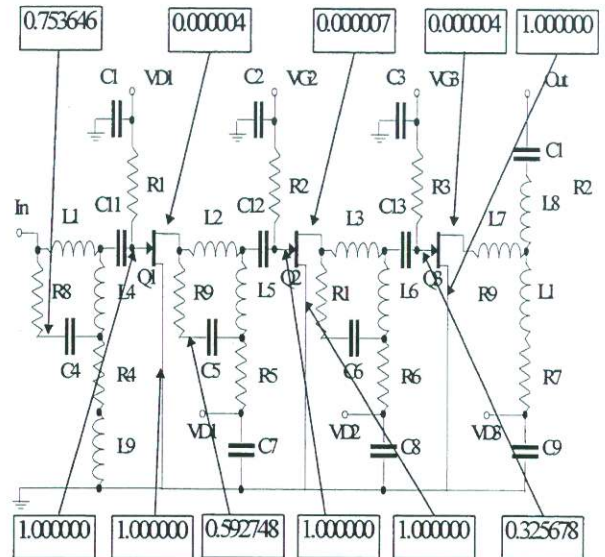 0.753646 0.000004 0.000007 0.000004 1.000000
C1 VD1 C2 VG2 C3 VG3 Out
C1
R1 R2 R3 R2
L8
In L1 C11 L2 C12 L3 C13 L7
Q1 Q2 Q3
R8 L4 R9 L5 R1 L6 R9 L1
C4 R4 C5 R5 C6 R6 R7
VD1 VD2 VD3
L9 C7 C8 C9
1.000000 1.000000 0.592748 1.000000 1.000000 0.325678